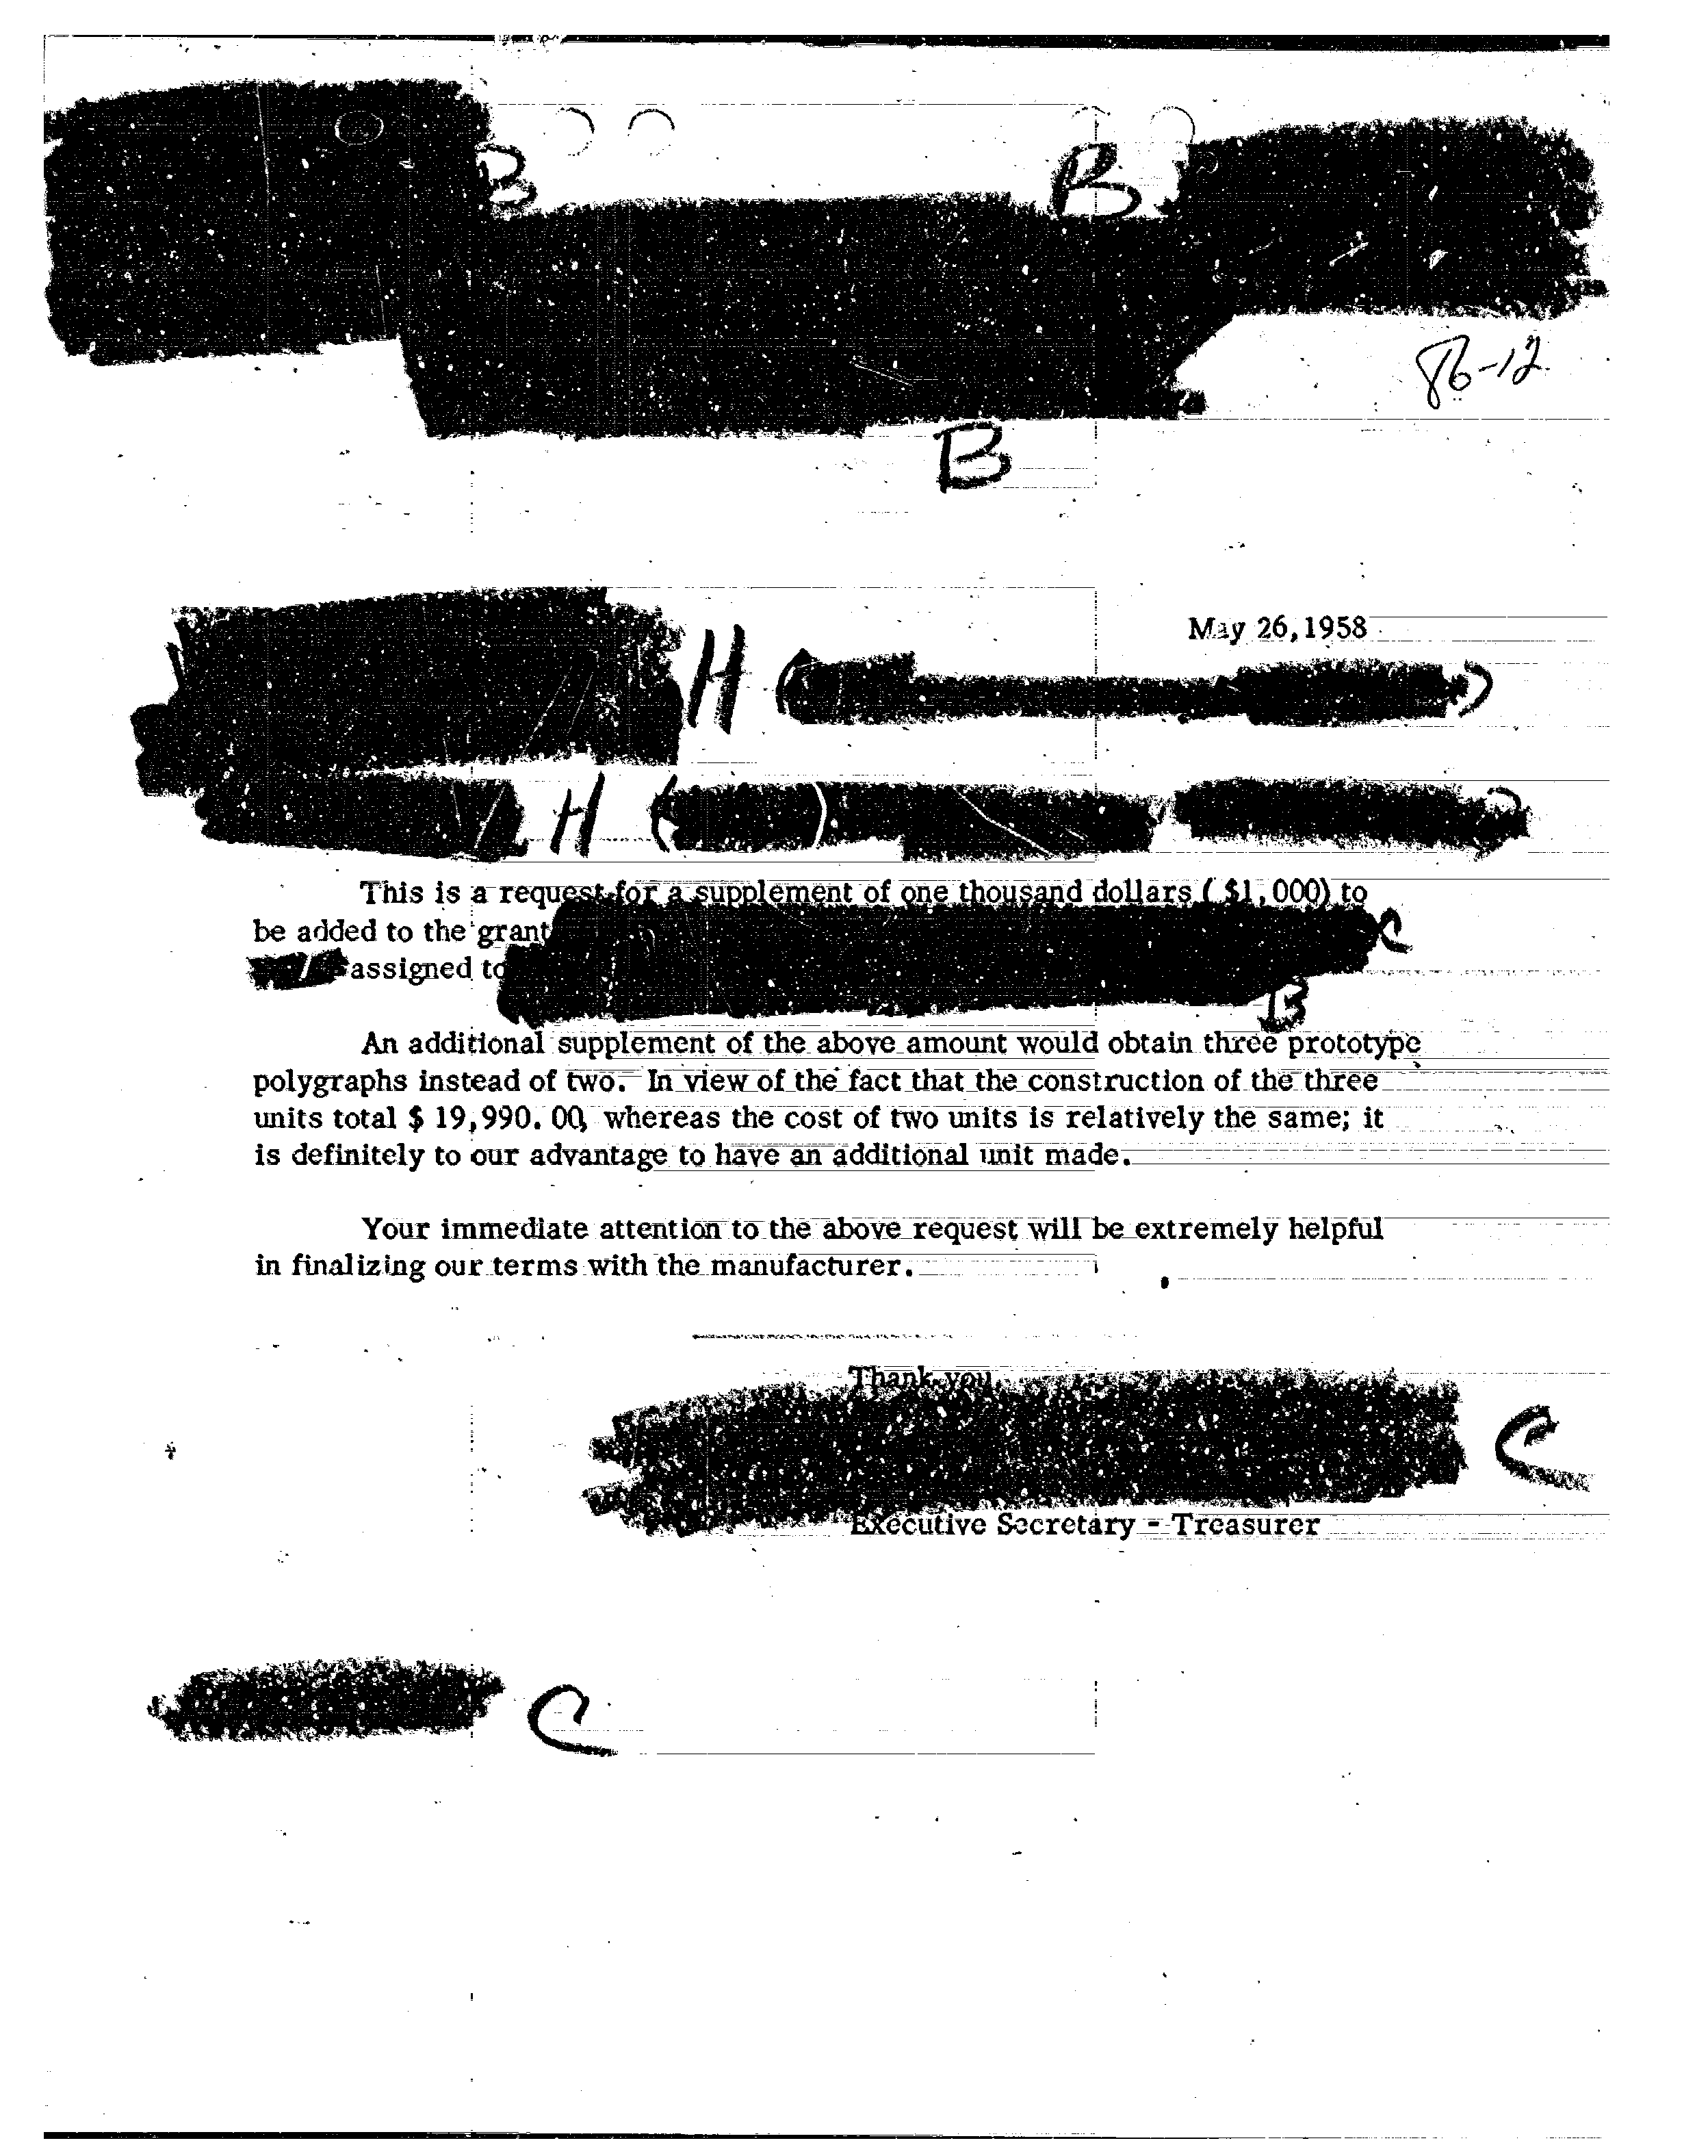 B B
86-12
B
May 26, 1958
H ( )
H ( )
This is a request for a supplement of one thousand dollars ( $1,000) to
be added to the grant C
assigned to
B
An additional supplement of the above amount would obtain three prototype
polygraphs instead of two. In view of the fact that the construction of the three
units total $ 19,990. 00, whereas the cost of two units is relatively the same; it
is definitely to our advantage to have an additional unit made.
Your immediate attention to the above request will be extremely helpful
in finalizing our terms with the manufacturer.
Thank you,
C
Executive Secretary - Treasurer
C